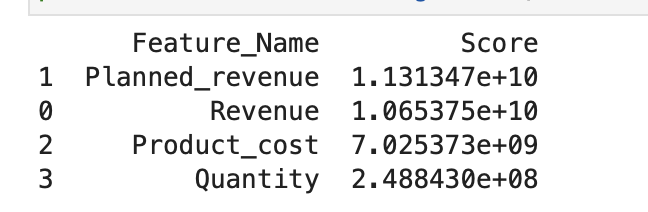 Feature_Name Score
1 Planned_revenue 1.131347e+10
0 Revenue 1.065375e+10
2 Product_cost 7.025373e+09
3 Quantity 2.488430e+08